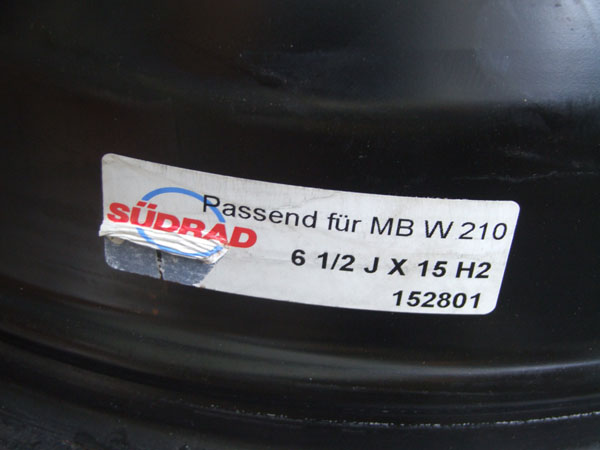 SÜDRAD
Passend für MB W 210
6 1/2 J X 15 H2
152801